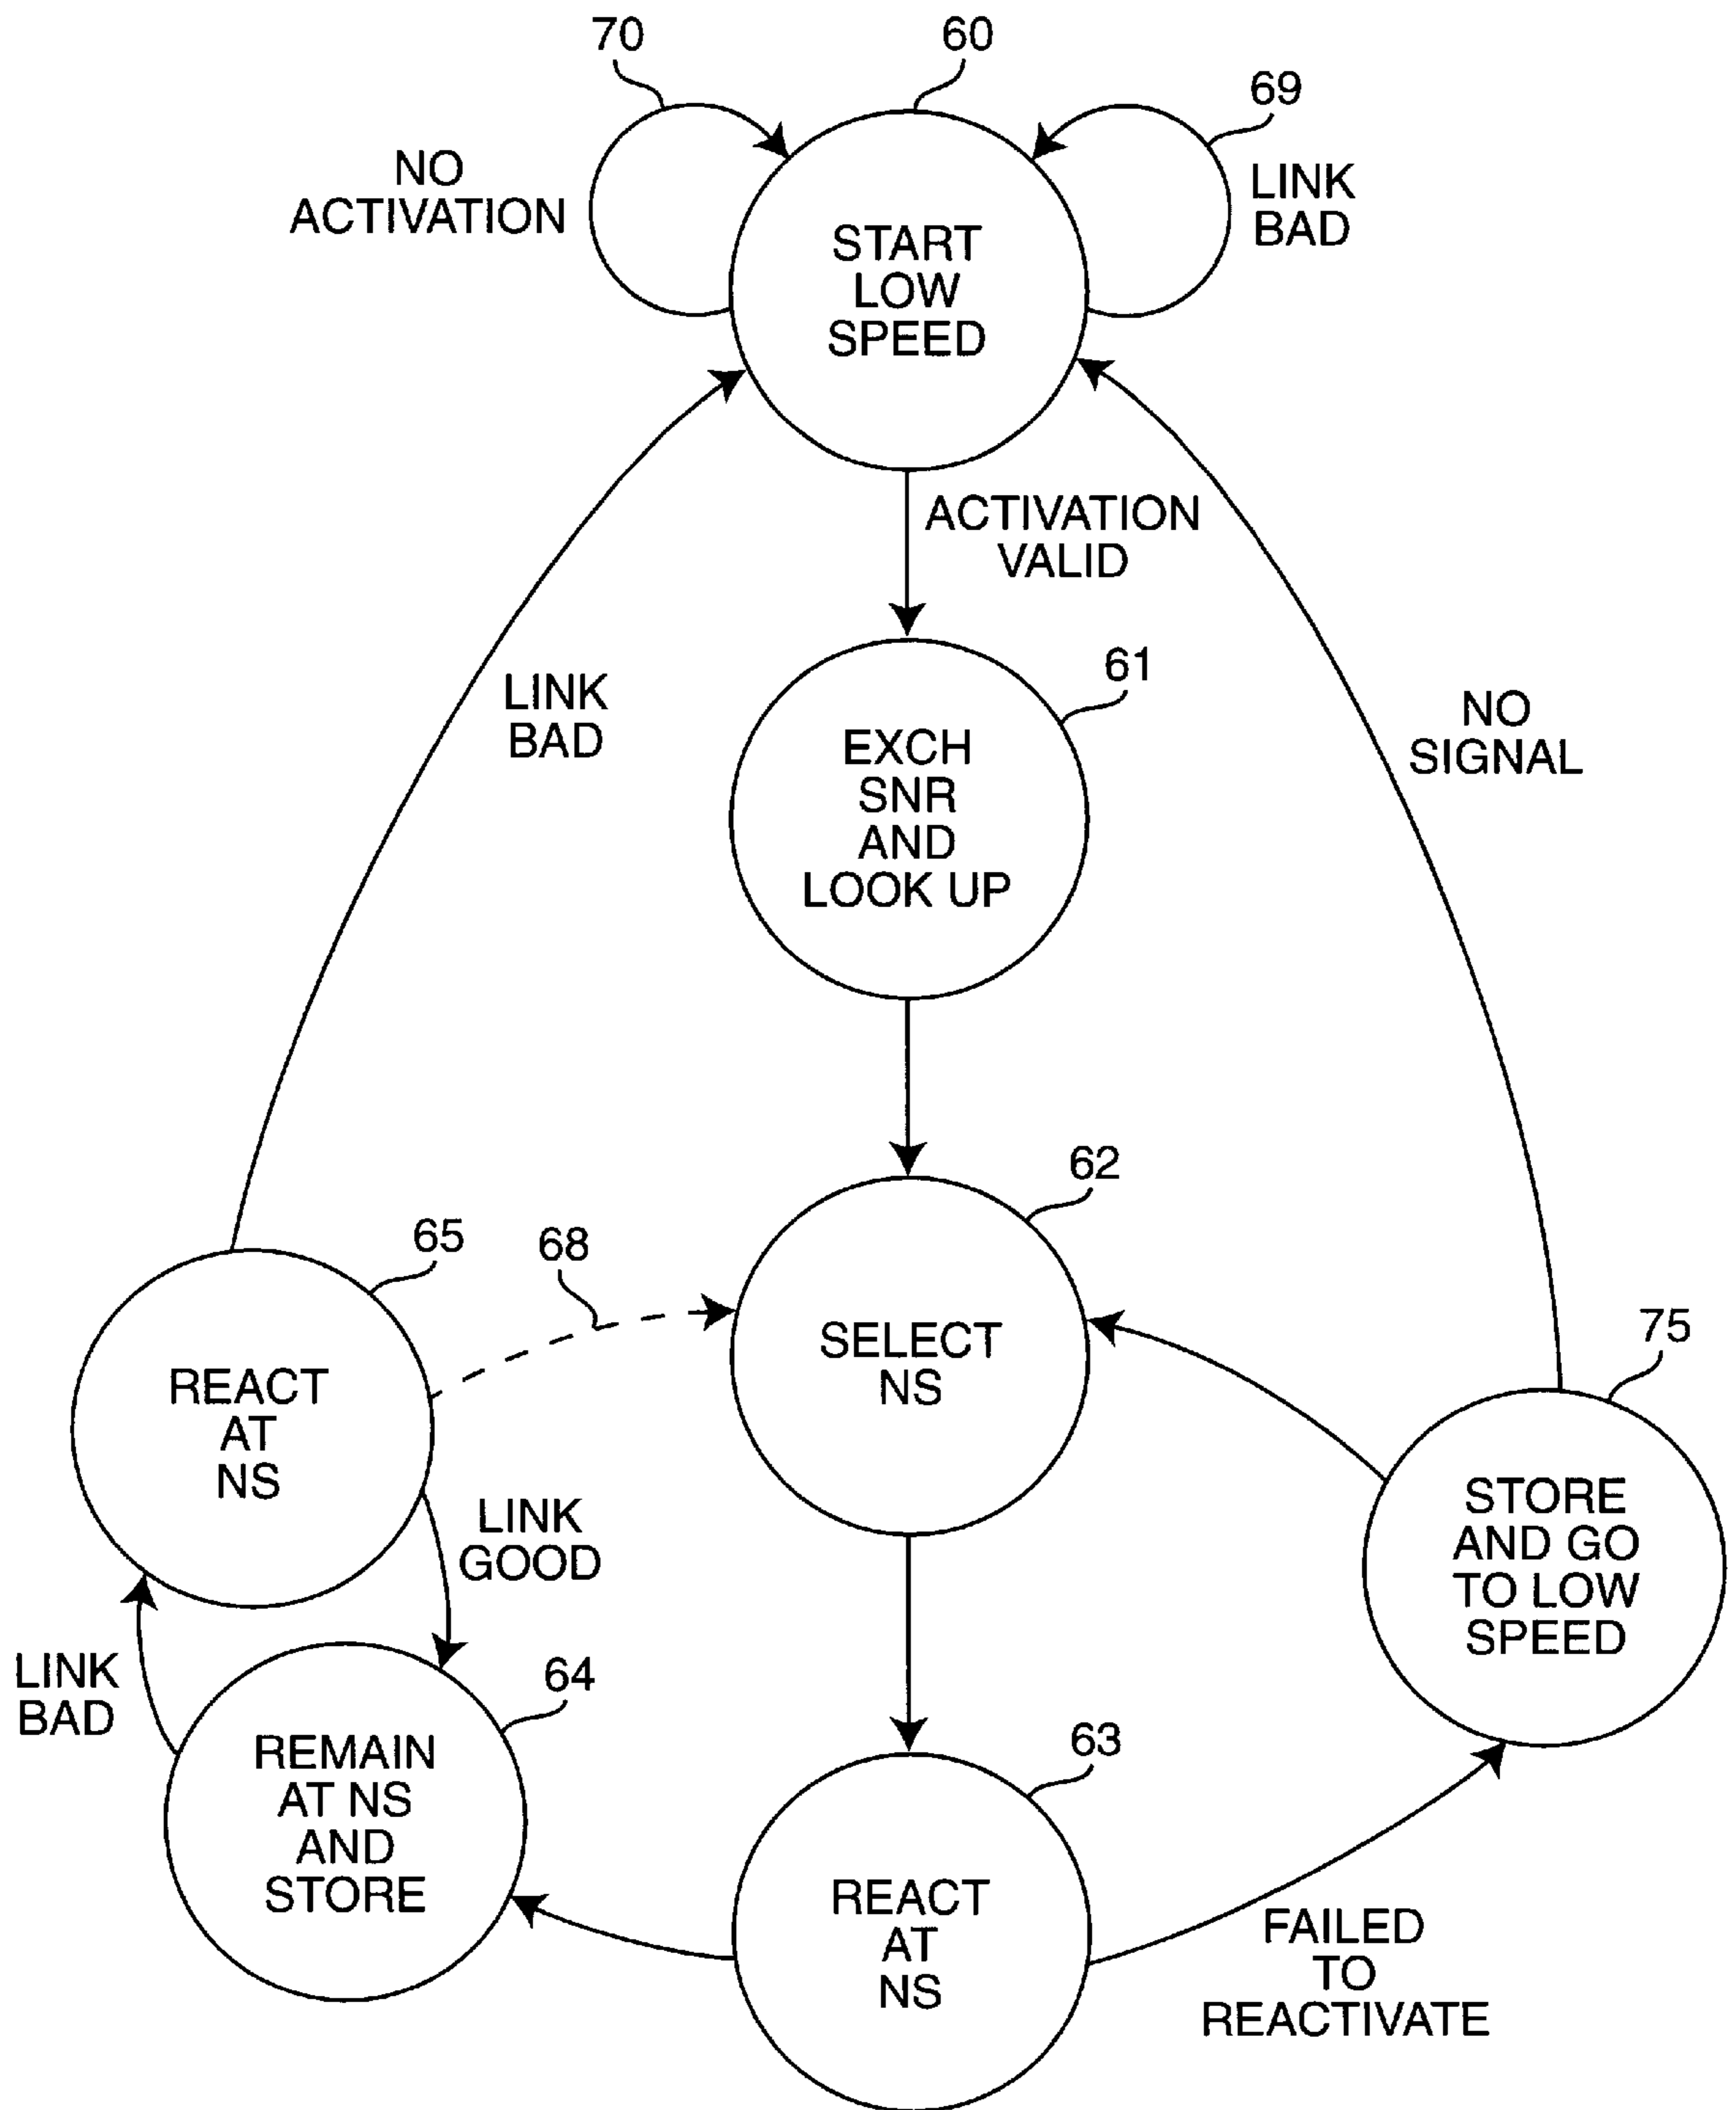 70
60
69
NO
ACTIVATION
LINK
BAD
START
LOW
SPEED
ACTIVATION
VALID
61
LINK
BAD
NO
SIGNAL
EXCH
SNR
AND
LOOK UP
62
65
68
75
SELECT
NS
REACT
AT
NS
LINK
GOOD
STORE
AND GO
TO LOW
SPEED
LINK
BAD
64
63
REMAIN
AT NS
AND
STORE
REACT
AT
NS
FAILED
TO
REACTIVATE